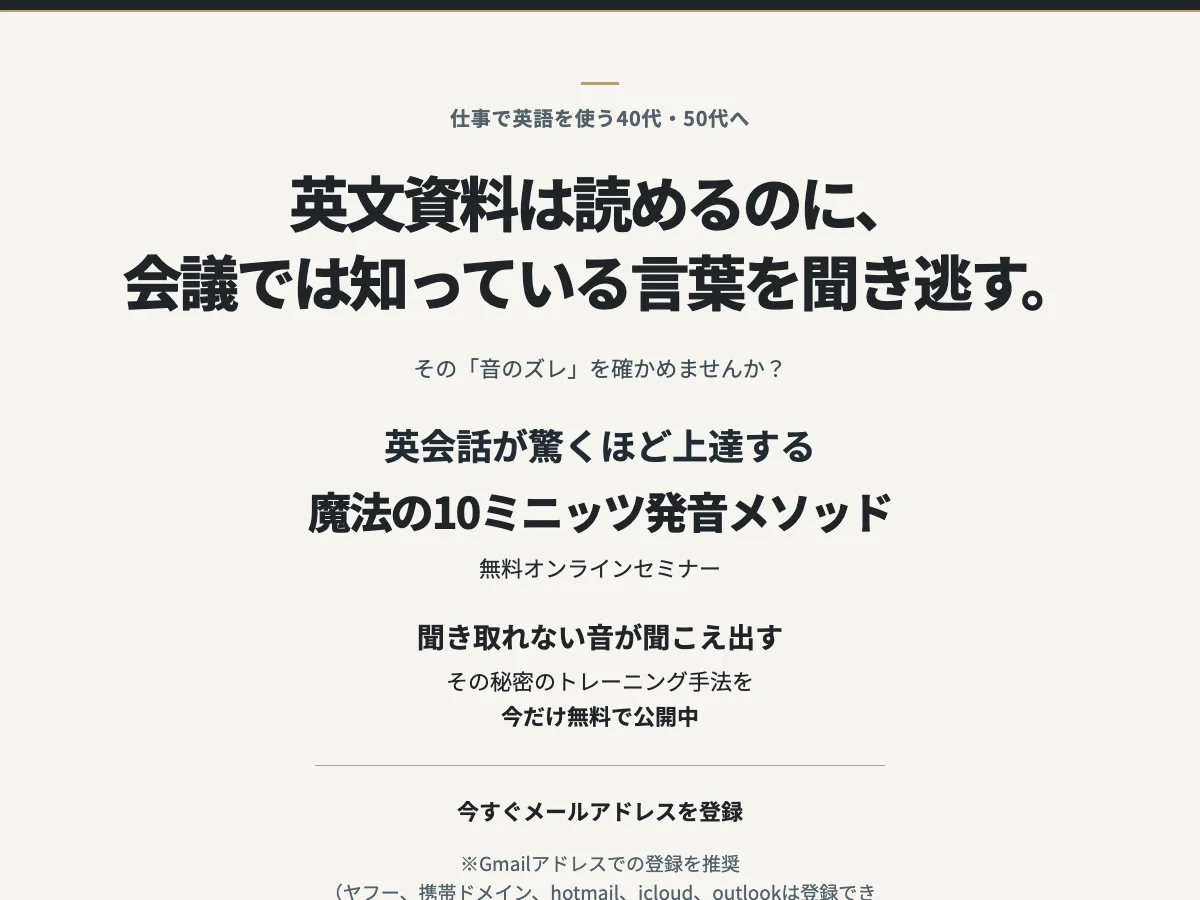 仕事で英語を使う40代・50代へ
英文資料は読めるのに、
会議では知っている言葉を聞き逃す。
その「音のズレ」を確かめませんか？
英会話が驚くほど上達する
魔法の10ミニッツ発音メソッド
無料オンラインセミナー
聞き取れない音が聞こえ出す
その秘密のトレーニング手法を
今だけ無料で公開中
今すぐメールアドレスを登録
※Gmailアドレスでの登録を推奨
（ヤフー、携帯ドメイン、hotmail、icloud、outlookは登録でき